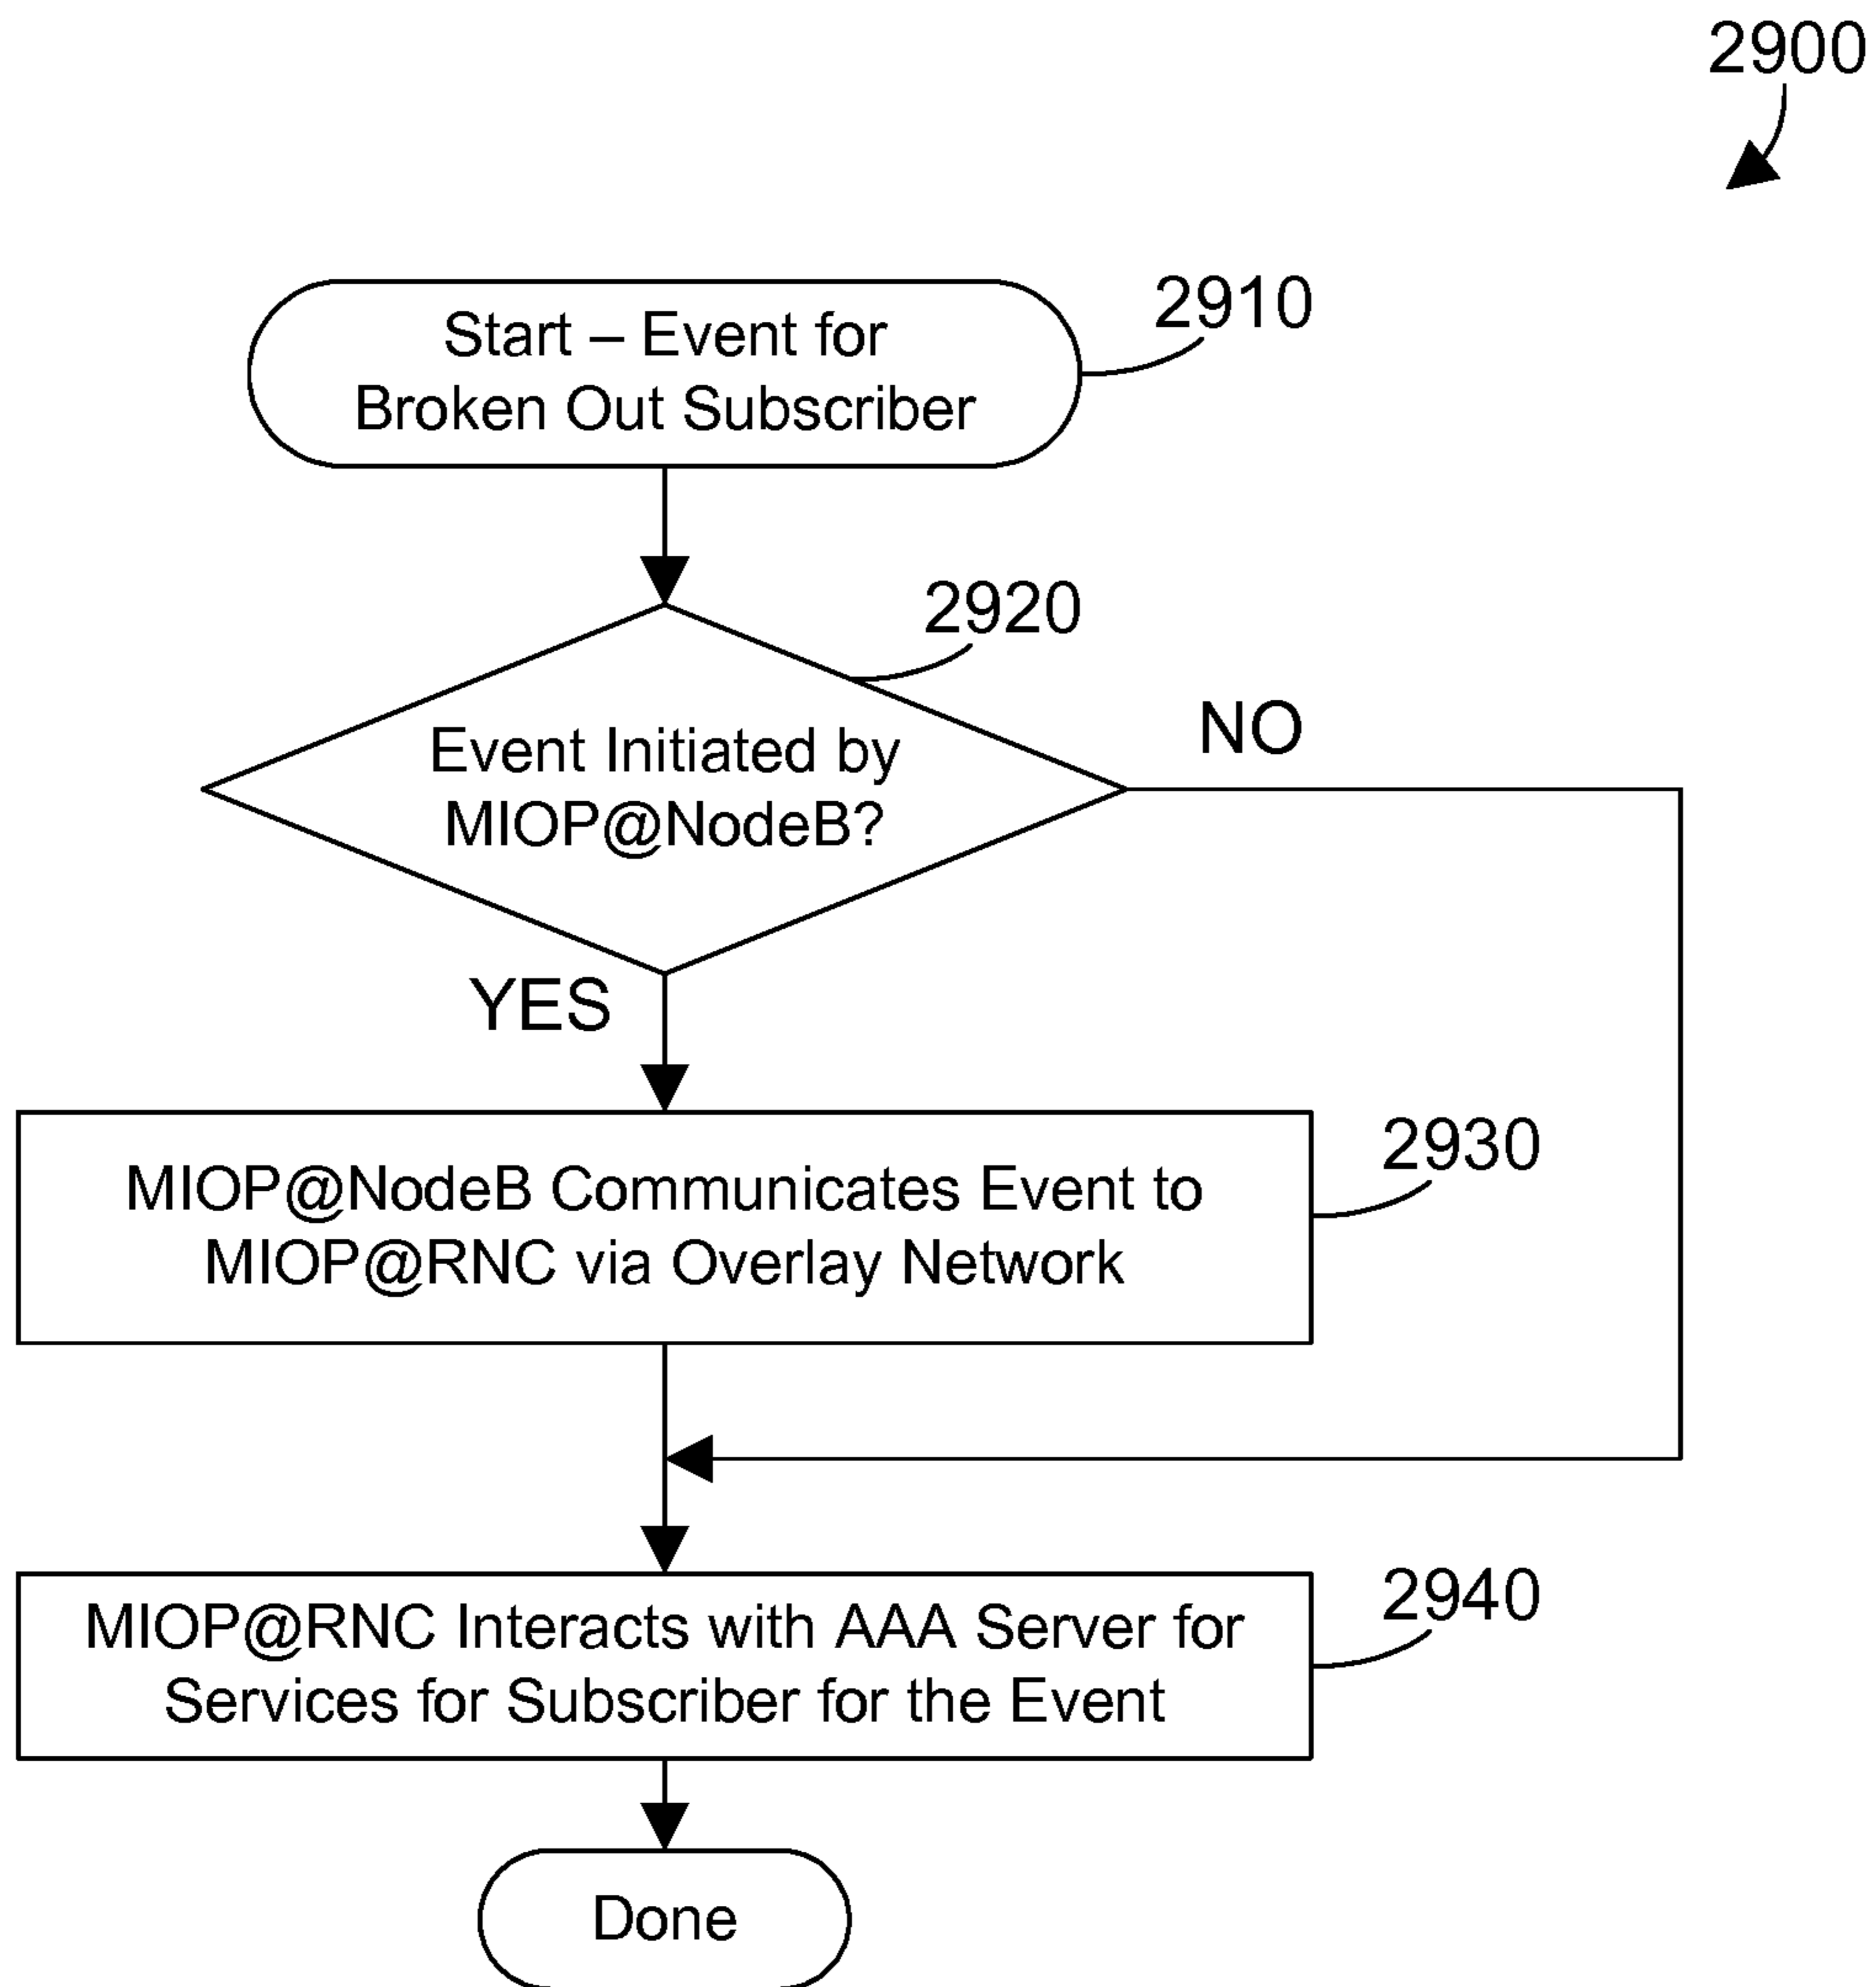 2900
Start – Event for
Broken Out Subscriber
2910
2920
Event Initiated by
MIOP@NodeB?
NO
YES
MIOP@NodeB Communicates Event to
MIOP@RNC via Overlay Network
2930
MIOP@RNC Interacts with AAA Server for
Services for Subscriber for the Event
2940
Done